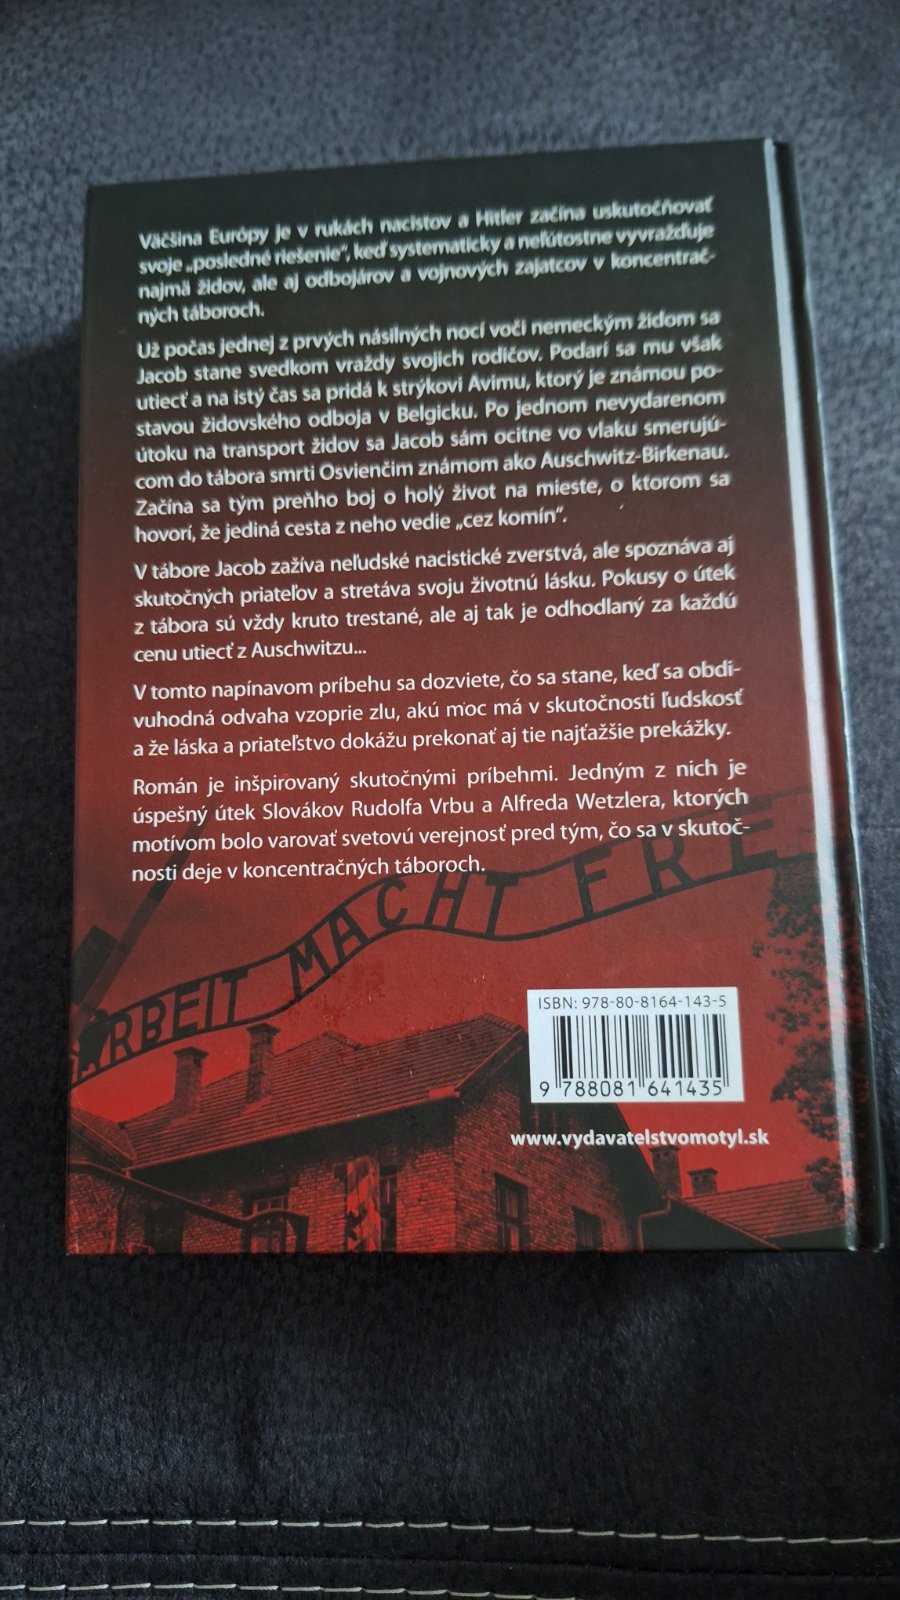 Väčšina Európy je v rukách nacistov a Hitler začína uskutočňovať
svoje „posledné riešenie“, keď systematicky a neľútostne vyvražďuje
najmä židov, ale aj odbojárov a vojnových zajatcov v koncentrač-
ných táboroch.
Už počas jednej z prvých násilných nocí voči nemeckým židom sa
Jacob stane svedkom vraždy svojich rodičov. Podarí sa mu však
utiecť a na istý čas sa pridá k strýkovi Avimu, ktorý je známou po-
stavou židovského odboja v Belgicku. Po jednom nevydarenom
útoku na transport židov sa Jacob sám ocitne vo vlaku smerujú-
com do tábora smrti Osvienčim známom ako Auschwitz-Birkenau.
Začína sa tým preňho boj o holý život na mieste, o ktorom sa
hovorí, že jediná cesta z neho vedie „cez komín“.
V tábore Jacob zažíva neľudské nacistické zverstvá, ale spoznáva aj
skutočných priateľov a stretáva svoju životnú lásku. Pokusy o útek
z tábora sú vždy kruto trestané, ale aj tak je odhodlaný za každú
cenu utiecť z Auschwitzu...
V tomto napínavom príbehu sa dozviete, čo sa stane, keď sa obdi-
vuhodná odvaha vzoprie zlu, akú moc má v skutočnosti ľudskosť
a že láska a priateľstvo dokážu prekonať aj tie najťažšie prekážky.
Román je inšpirovaný skutočnými príbehmi. Jedným z nich je
úspešný útek Slovákov Rudolfa Vrbu a Alfreda Wetzlera, ktorých
motívom bolo varovať svetovú verejnosť pred tým, čo sa v skutoč-
nosti deje v koncentračných táboroch.
ARBEIT MACHT FRE
ISBN: 978-80-8164-143-5
9 788081 641435
www.vydavatelstvomotyl.sk